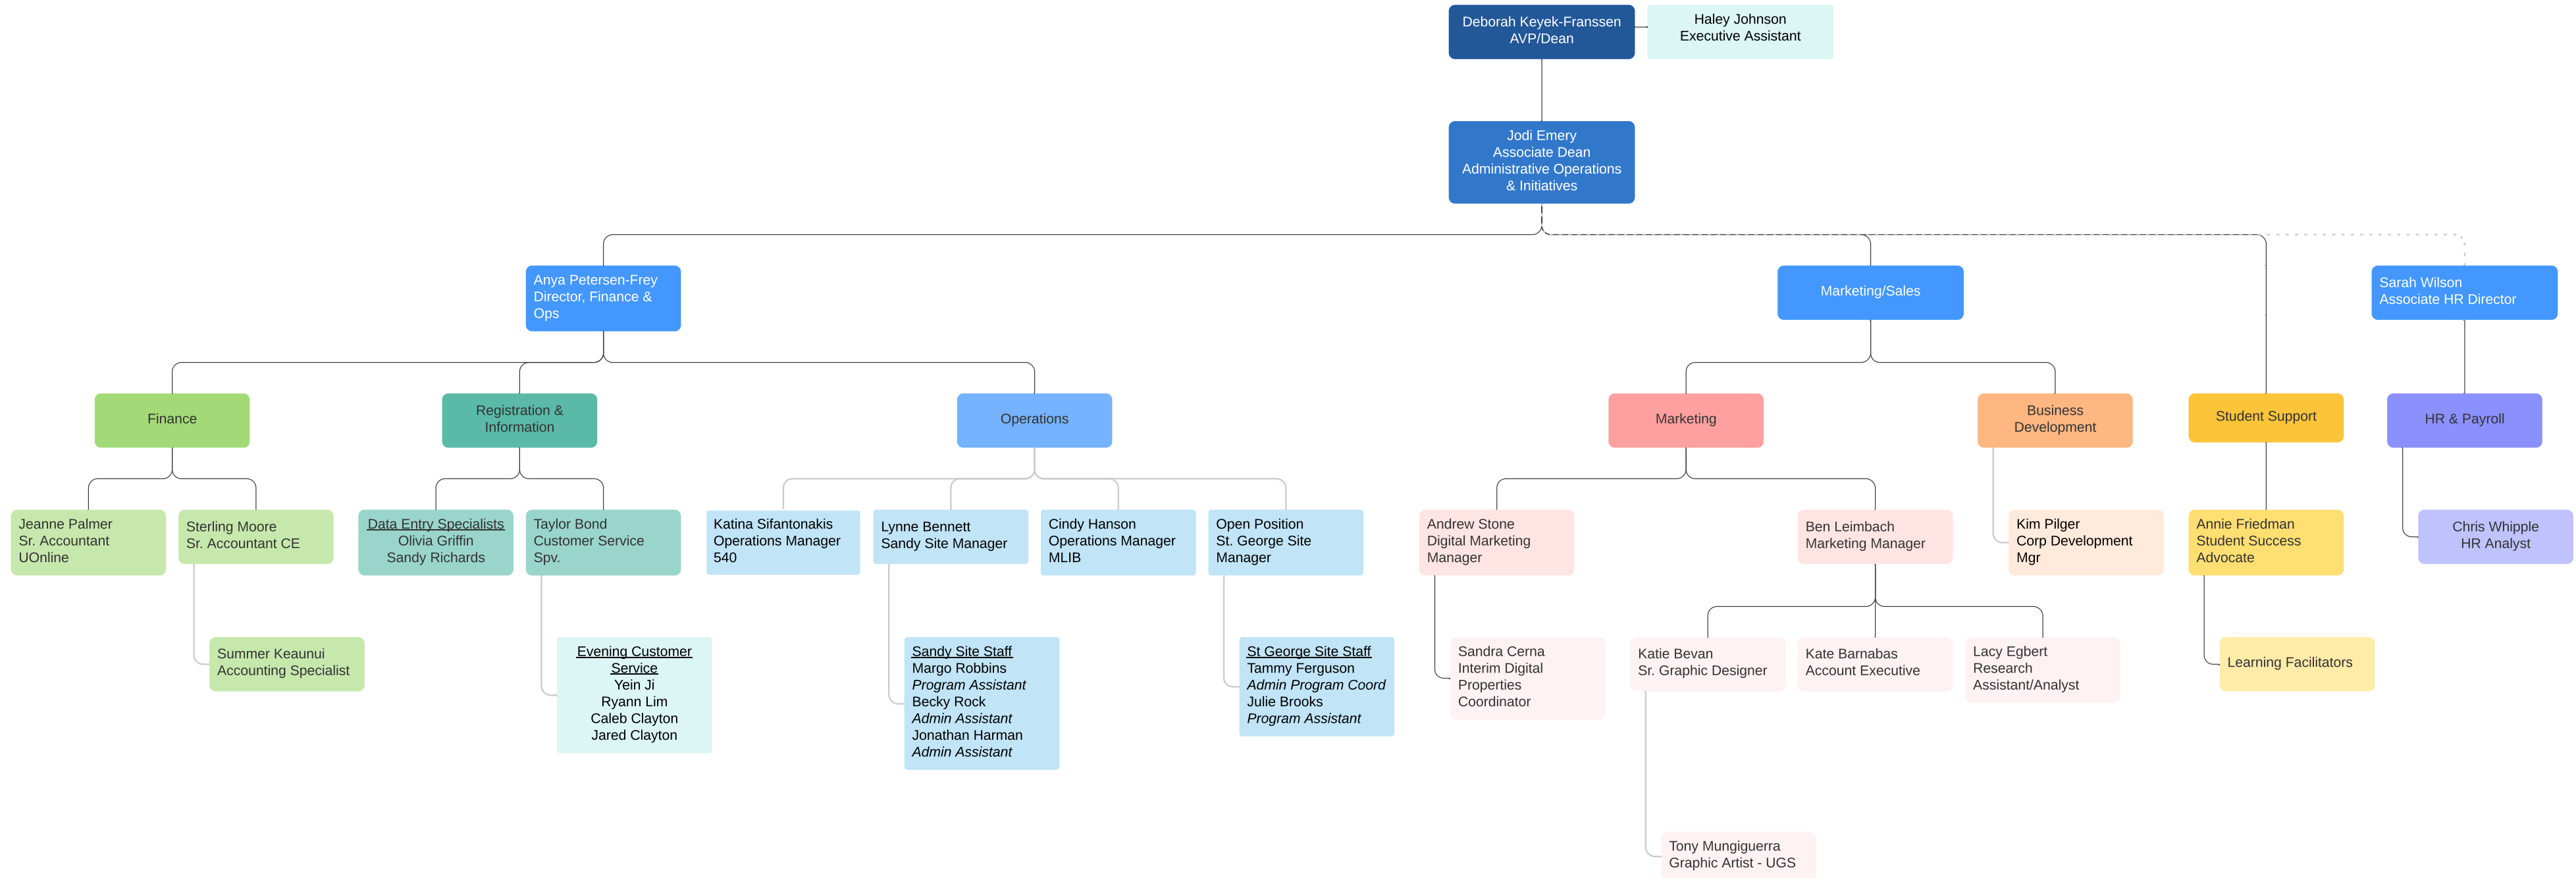 Deborah Keyek-Franssen
AVP/Dean
Haley Johnson
Executive Assistant
Jodi Emery
Associate Dean
Administrative Operations
& Initiatives
Anya Petersen-Frey
Director, Finance &
Ops
Marketing/Sales
Sarah Wilson
Associate HR Director
Finance
Registration &
Information
Operations
Marketing
Business
Development
Student Support
HR & Payroll
Jeanne Palmer
Sr. Accountant
UOnline
Sterling Moore
Sr. Accountant CE
Data Entry Specialists
Olivia Griffin
Sandy Richards
Taylor Bond
Customer Service
Spv.
Katina Sifantonakis
Operations Manager
540
Lynne Bennett
Sandy Site Manager
Cindy Hanson
Operations Manager
MLIB
Open Position
St. George Site
Manager
Andrew Stone
Digital Marketing
Manager
Ben Leimbach
Marketing Manager
Kim Pilger
Corp Development
Mgr
Annie Friedman
Student Success
Advocate
Chris Whipple
HR Analyst
Summer Keaunui
Accounting Specialist
Evening Customer
Service
Yein Ji
Ryann Lim
Caleb Clayton
Jared Clayton
Sandy Site Staff
Margo Robbins
Program Assistant
Becky Rock
Admin Assistant
Jonathan Harman
Admin Assistant
St George Site Staff
Tammy Ferguson
Admin Program Coord
Julie Brooks
Program Assistant
Sandra Cerna
Interim Digital
Properties
Coordinator
Katie Bevan
Sr. Graphic Designer
Kate Barnabas
Account Executive
Lacy Egbert
Research
Assistant/Analyst
Learning Facilitators
Tony Mungiguerra
Graphic Artist - UGS